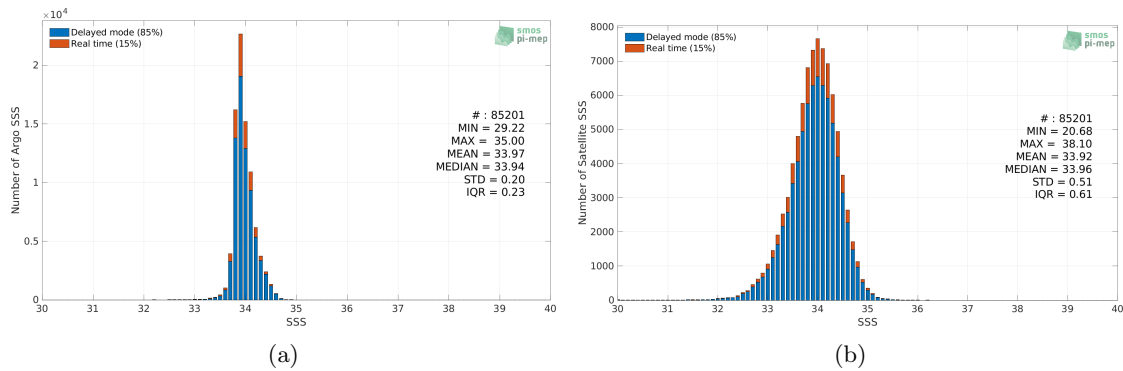 ×10⁴
Delayed mode (85%)
Real time (15%)
smos
pi-mep
Number of Argo SSS
2
1.5
1
0.5
0
# : 85201
MIN = 29.22
MAX = 35.00
MEAN = 33.97
MEDIAN = 33.94
STD = 0.20
IQR = 0.23
30 31 32 33 34 35 36 37 38 39 40
SSS
(a)
Delayed mode (85%)
Real time (15%)
smos
pi-mep
Number of Satellite SSS
8000
7000
6000
5000
4000
3000
2000
1000
0
# : 85201
MIN = 20.68
MAX = 38.10
MEAN = 33.92
MEDIAN = 33.96
STD = 0.51
IQR = 0.61
30 31 32 33 34 35 36 37 38 39 40
SSS
(b)